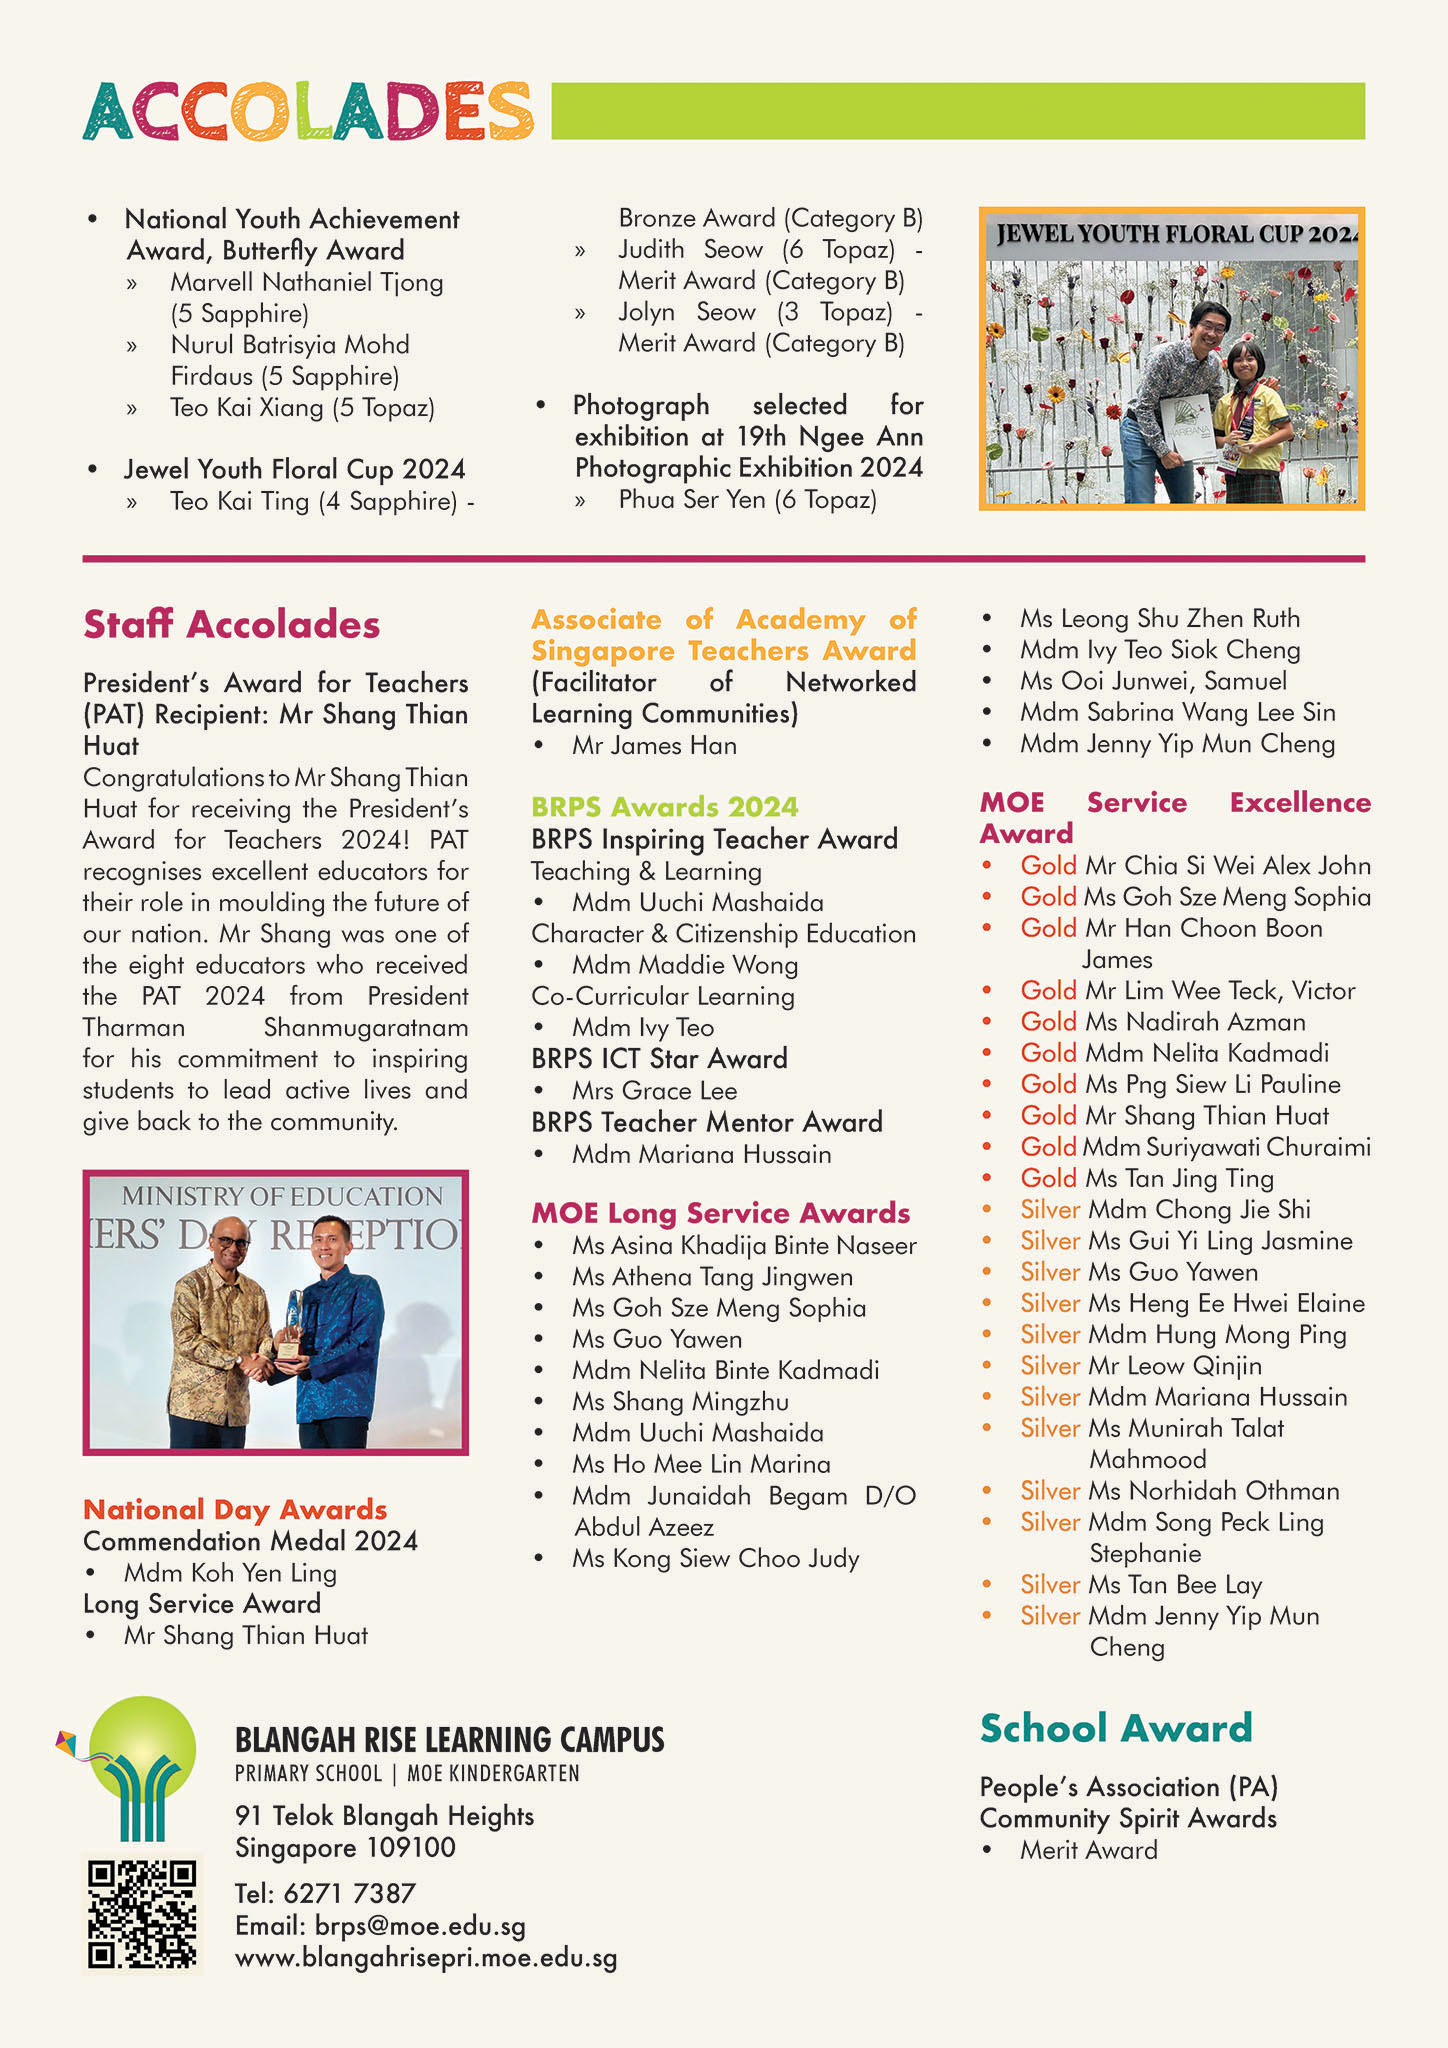 ACCOLADES
• National Youth Achievement
Award, Butterfly Award
» Marvell Nathaniel Tjong
(5 Sapphire)
» Nurul Batrisyia Mohd
Firdaus (5 Sapphire)
» Teo Kai Xiang (5 Topaz)
• Jewel Youth Floral Cup 2024
» Teo Kai Ting (4 Sapphire) -
Bronze Award (Category B)
» Judith Seow (6 Topaz) -
Merit Award (Category B)
» Jolyn Seow (3 Topaz) -
Merit Award (Category B)
• Photograph selected for
exhibition at 19th Ngee Ann
Photographic Exhibition 2024
» Phua Ser Yen (6 Topaz)
JEWEL YOUTH FLORAL CUP 2024
Staff Accolades
President's Award for Teachers
(PAT) Recipient: Mr Shang Thian
Huat
Congratulations to Mr Shang Thian
Huat for receiving the President's
Award for Teachers 2024! PAT
recognises excellent educators for
their role in moulding the future of
our nation. Mr Shang was one of
the eight educators who received
the PAT 2024 from President
Tharman Shanmugaratnam
for his commitment to inspiring
students to lead active lives and
give back to the community.
MINISTRY OF EDUCATION
IERS' DAY RECEPTIO
National Day Awards
Commendation Medal 2024
• Mdm Koh Yen Ling
Long Service Award
• Mr Shang Thian Huat
Associate of Academy of
Singapore Teachers Award
(Facilitator of Networked
Learning Communities)
• Mr James Han
BRPS Awards 2024
BRPS Inspiring Teacher Award
Teaching & Learning
• Mdm Uuchi Mashaida
Character & Citizenship Education
• Mdm Maddie Wong
Co-Curricular Learning
• Mdm Ivy Teo
BRPS ICT Star Award
• Mrs Grace Lee
BRPS Teacher Mentor Award
• Mdm Mariana Hussain
MOE Long Service Awards
• Ms Asina Khadija Binte Naseer
• Ms Athena Tang Jingwen
• Ms Goh Sze Meng Sophia
• Ms Guo Yawen
• Mdm Nelita Binte Kadmadi
• Ms Shang Mingzhu
• Mdm Uuchi Mashaida
• Ms Ho Mee Lin Marina
• Mdm Junaidah Begam D/O
Abdul Azeez
• Ms Kong Siew Choo Judy
• Ms Leong Shu Zhen Ruth
• Mdm Ivy Teo Siok Cheng
• Ms Ooi Junwei, Samuel
• Mdm Sabrina Wang Lee Sin
• Mdm Jenny Yip Mun Cheng
MOE Service Excellence
Award
• Gold Mr Chia Si Wei Alex John
• Gold Ms Goh Sze Meng Sophia
• Gold Mr Han Choon Boon
James
• Gold Mr Lim Wee Teck, Victor
• Gold Ms Nadirah Azman
• Gold Mdm Nelita Kadmadi
• Gold Ms Png Siew Li Pauline
• Gold Mr Shang Thian Huat
• Gold Mdm Suriyawati Churaimi
• Gold Ms Tan Jing Ting
• Silver Mdm Chong Jie Shi
• Silver Ms Gui Yi Ling Jasmine
• Silver Ms Guo Yawen
• Silver Ms Heng Ee Hwei Elaine
• Silver Mdm Hung Mong Ping
• Silver Mr Leow Qinjin
• Silver Mdm Mariana Hussain
• Silver Ms Munirah Talat
Mahmood
• Silver Ms Norhidah Othman
• Silver Mdm Song Peck Ling
Stephanie
• Silver Ms Tan Bee Lay
• Silver Mdm Jenny Yip Mun
Cheng
School Award
People's Association (PA)
Community Spirit Awards
• Merit Award
BLANGAH RISE LEARNING CAMPUS
PRIMARY SCHOOL | MOE KINDERGARTEN
91 Telok Blangah Heights
Singapore 109100
Tel: 6271 7387
Email: brps@moe.edu.sg
www.blangahrisepri.moe.edu.sg